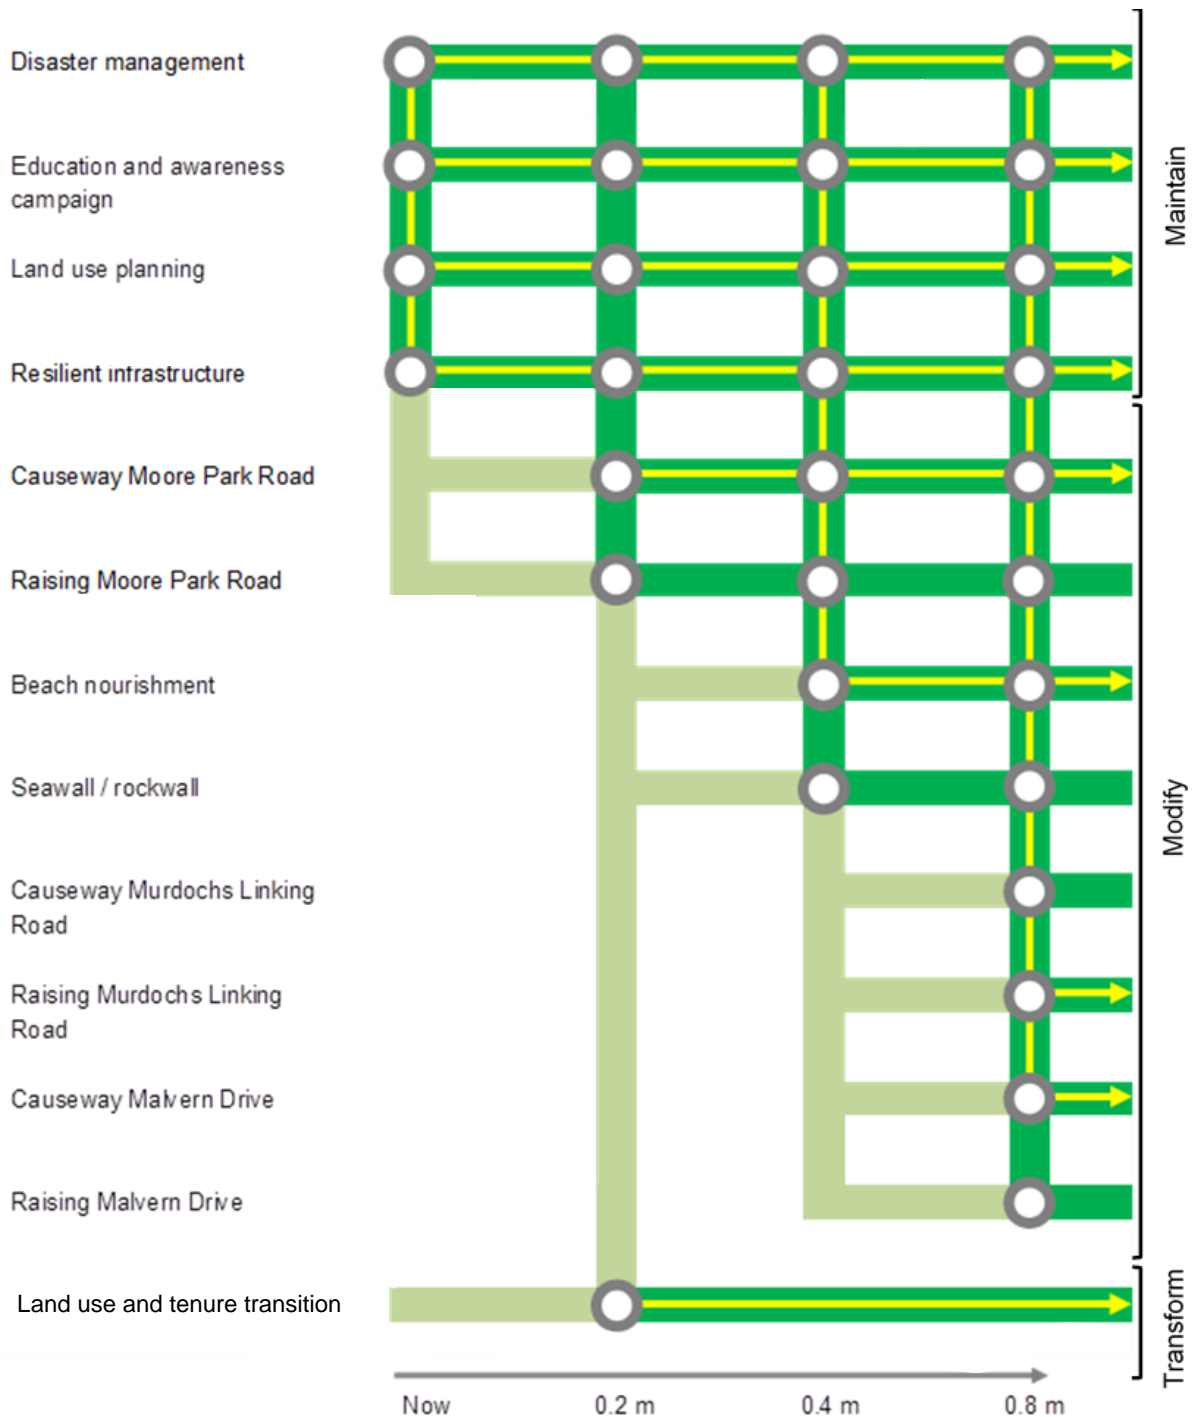 Disaster management
Education and awareness
campaign
Land use planning
Resilient infrastructure
Causeway Moore Park Road
Raising Moore Park Road
Beach nourishment
Seawall / rockwall
Causeway Murdochs Linking
Road
Raising Murdochs Linking
Road
Causeway Malvern Drive
Raising Malvern Drive
Land use and tenure transition
Maintain
Modify
Transform
Now 0.2 m 0.4 m 0.8 m